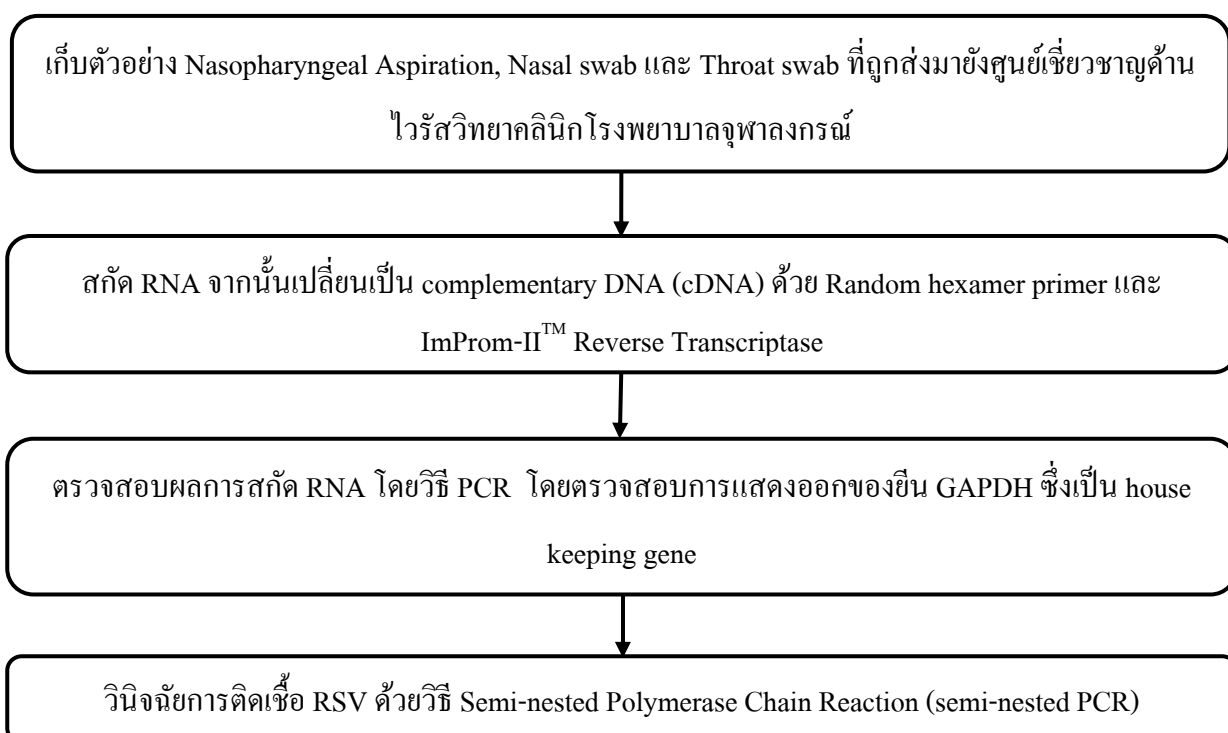 เก็บตัวอย่าง Nasopharyngeal Aspiration, Nasal swab และ Throat swab ที่ถูกส่งมายังศูนย์เชี่ยวชาญด้าน
ไวรัสวิทยาคลินิกโรงพยาบาลจุฬาลงกรณ์
สกัด RNA จากนั้นเปลี่ยนเป็น complementary DNA (cDNA) ด้วย Random hexamer primer และ
ImProm-II™ Reverse Transcriptase
ตรวจสอบผลการสกัด RNA โดยวิธี PCR โดยตรวจสอบการแสดงออกของยีน GAPDH ซึ่งเป็น house
keeping gene
วินิจฉัยการติดเชื้อ RSV ด้วยวิธี Semi-nested Polymerase Chain Reaction (semi-nested PCR)